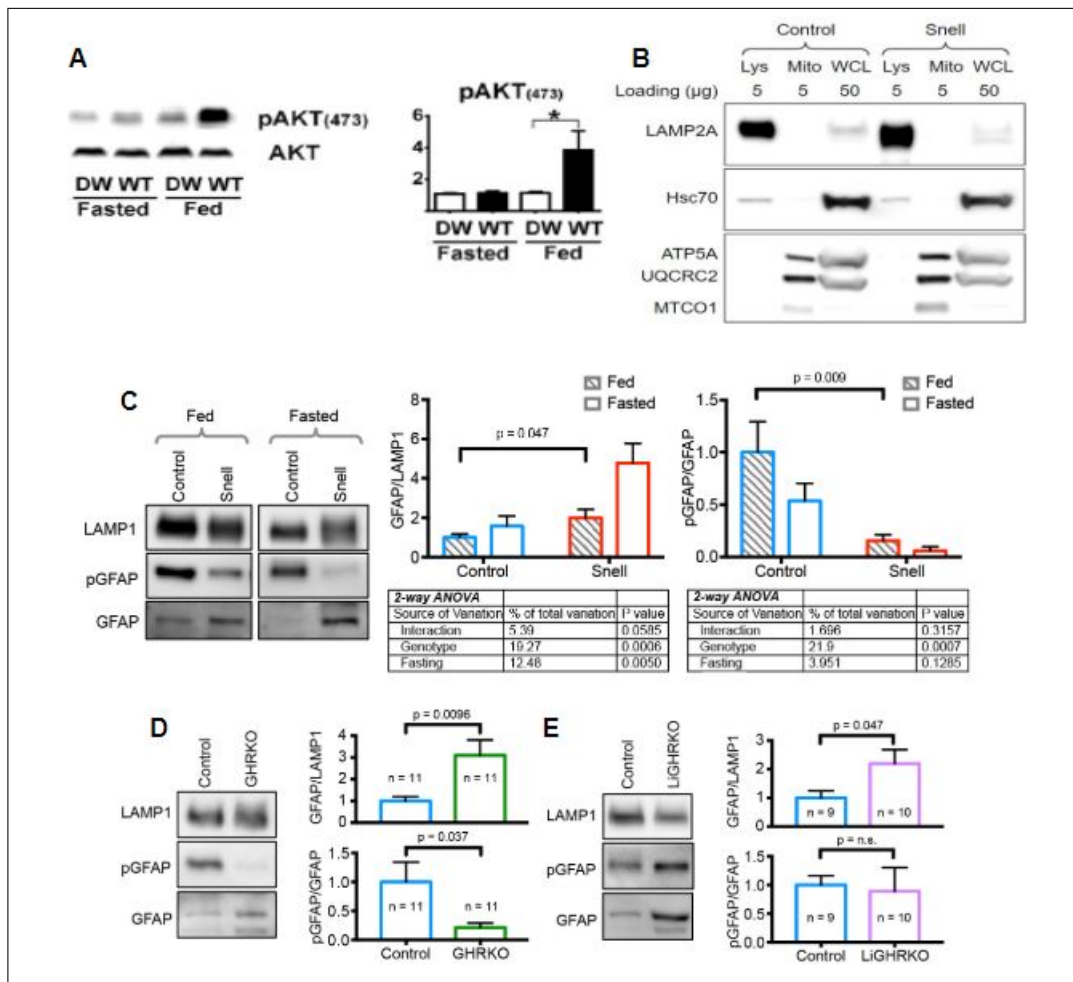 A
pAKT(473)
AKT
DW WT DW WT
Fasted Fed
pAKT(473)
*
6
4
2
0
DW WT DW WT
Fasted Fed
B
Control Snell
Lys Mito WCL Lys Mito WCL
Loading (µg) 5 5 50 5 5 50
LAMP2A
Hsc70
ATP5A
UQCRC2
MTCO1
C
Fed Fasted
Control Snell Control Snell
LAMP1
pGFAP
GFAP
Fed
Fasted
p = 0.047
GFAP/LAMP1
8
6
4
2
0
Control Snell
2-way ANOVA
Source of Variation % of total variation P value
Interaction 5.39 0.0585
Genotype 19.27 0.0006
Fasting 12.48 0.0050
Fed
Fasted
p = 0.009
pGFAP/GFAP
1.5
1.0
0.5
0.0
Control Snell
2-way ANOVA
Source of Variation % of total variation P value
Interaction 1.696 0.3157
Genotype 21.9 0.0007
Fasting 3.951 0.1285
D
Control GHRKO
LAMP1
pGFAP
GFAP
p = 0.0096
GFAP/LAMP1
4
3
2
1
0
n = 11 n = 11
p = 0.037
pGFAP/GFAP
1.5
1.0
0.5
0.0
n = 11 n = 11
Control GHRKO
E
Control LiGHRKO
LAMP1
pGFAP
GFAP
p = 0.047
GFAP/LAMP1
3
2
1
0
n = 9 n = 10
p = n.s.
pGFAP/GFAP
1.5
1.0
0.5
0.0
n = 9 n = 10
Control LiGHRKO